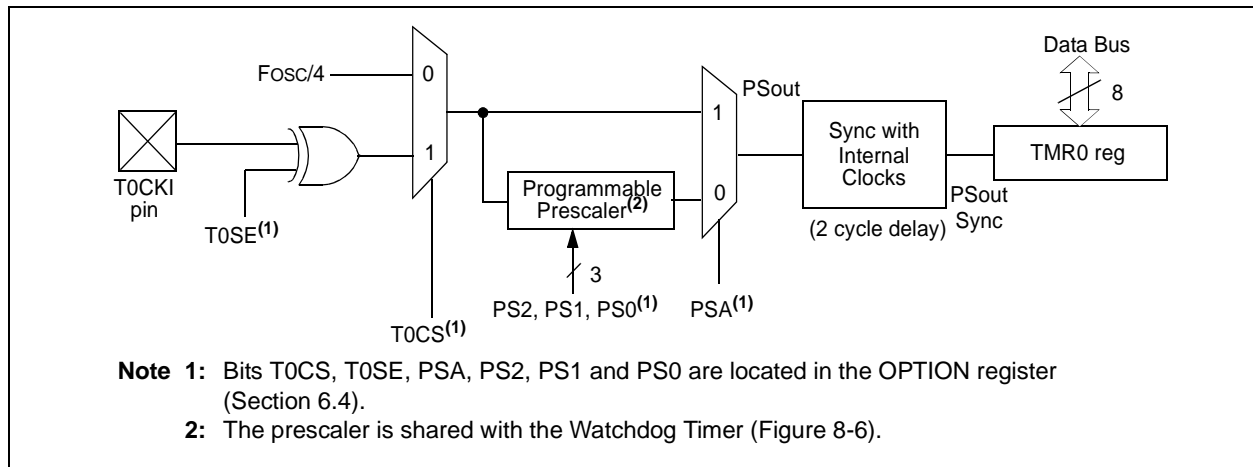 Data Bus
8
FOSC/4
0
1
T0CKI
pin
T0SE(1)
T0CS(1)
Programmable
Prescaler(2)
3
PS2, PS1, PS0(1)
1
0
PSA(1)
PSout
Sync with
Internal
Clocks
(2 cycle delay)
PSout
Sync
TMR0 reg
Note 1: Bits T0CS, T0SE, PSA, PS2, PS1 and PS0 are located in the OPTION register
(Section 6.4).
2: The prescaler is shared with the Watchdog Timer (Figure 8-6).